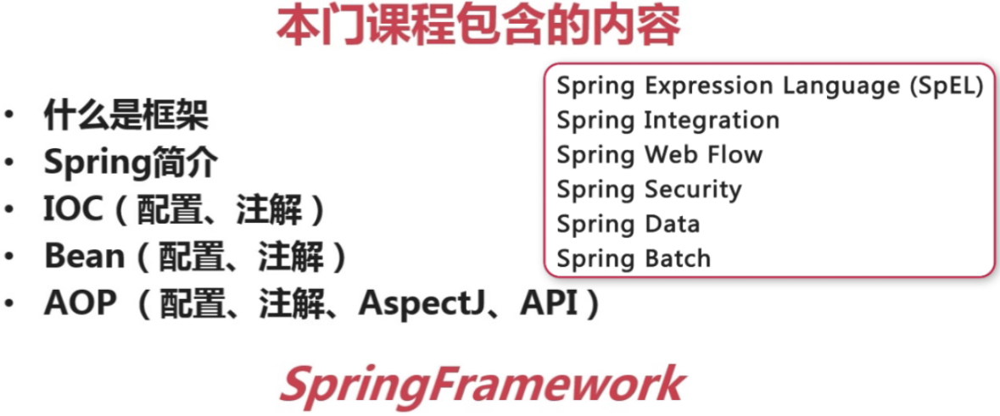 本门课程包含的内容
• 什么是框架
• Spring简介
• IOC（配置、注解）
• Bean（配置、注解）
• AOP （配置、注解、AspectJ、API）
Spring Expression Language (SpEL)
Spring Integration
Spring Web Flow
Spring Security
Spring Data
Spring Batch
SpringFramework